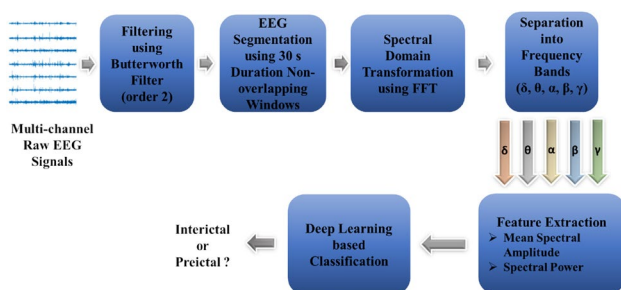 Multi-channel
Raw EEG
Signals
Filtering
using
Butterworth
Filter
(order 2)
EEG
Segmentation
using 30 s
Duration Non-
overlapping
Windows
Spectral
Domain
Transformation
using FFT
Separation
into
Frequency
Bands
(δ, θ, α, β, γ)
δ θ α β γ
Feature Extraction
➢ Mean Spectral
Amplitude
➢ Spectral Power
Deep Learning
based
Classification
Interictal
or
Preictal ?